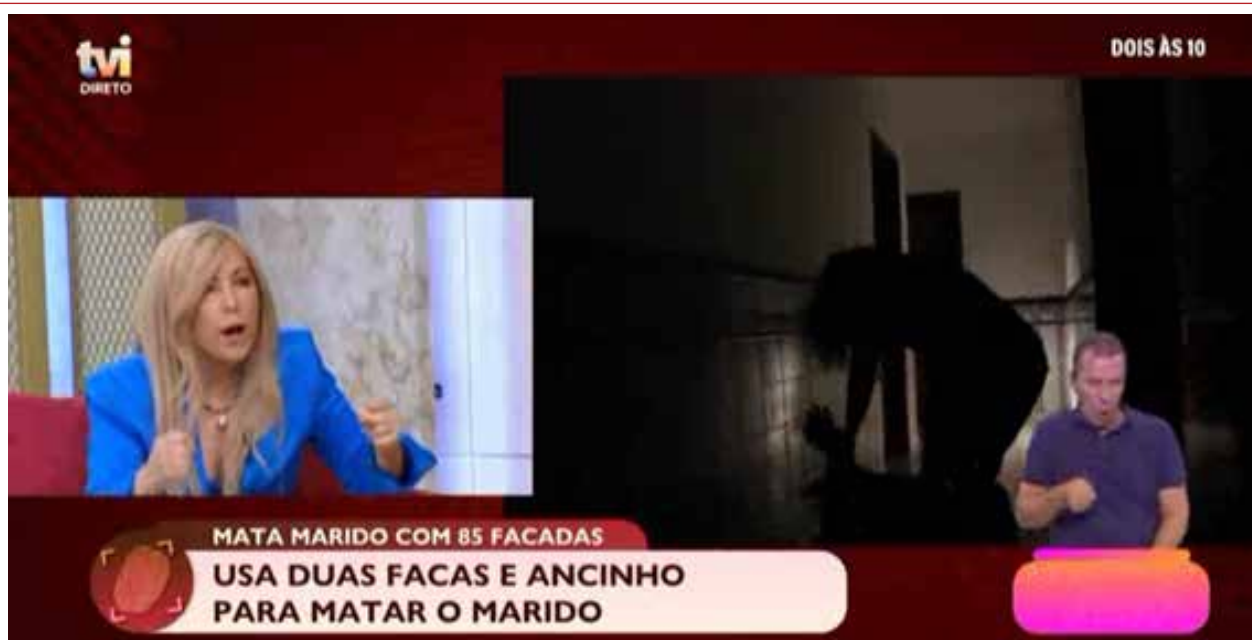 tvi
DIRETO
DOIS ÀS 10
MATA MARIDO COM 85 FACADAS
USA DUAS FACAS E ANCINHO
PARA MATAR O MARIDO